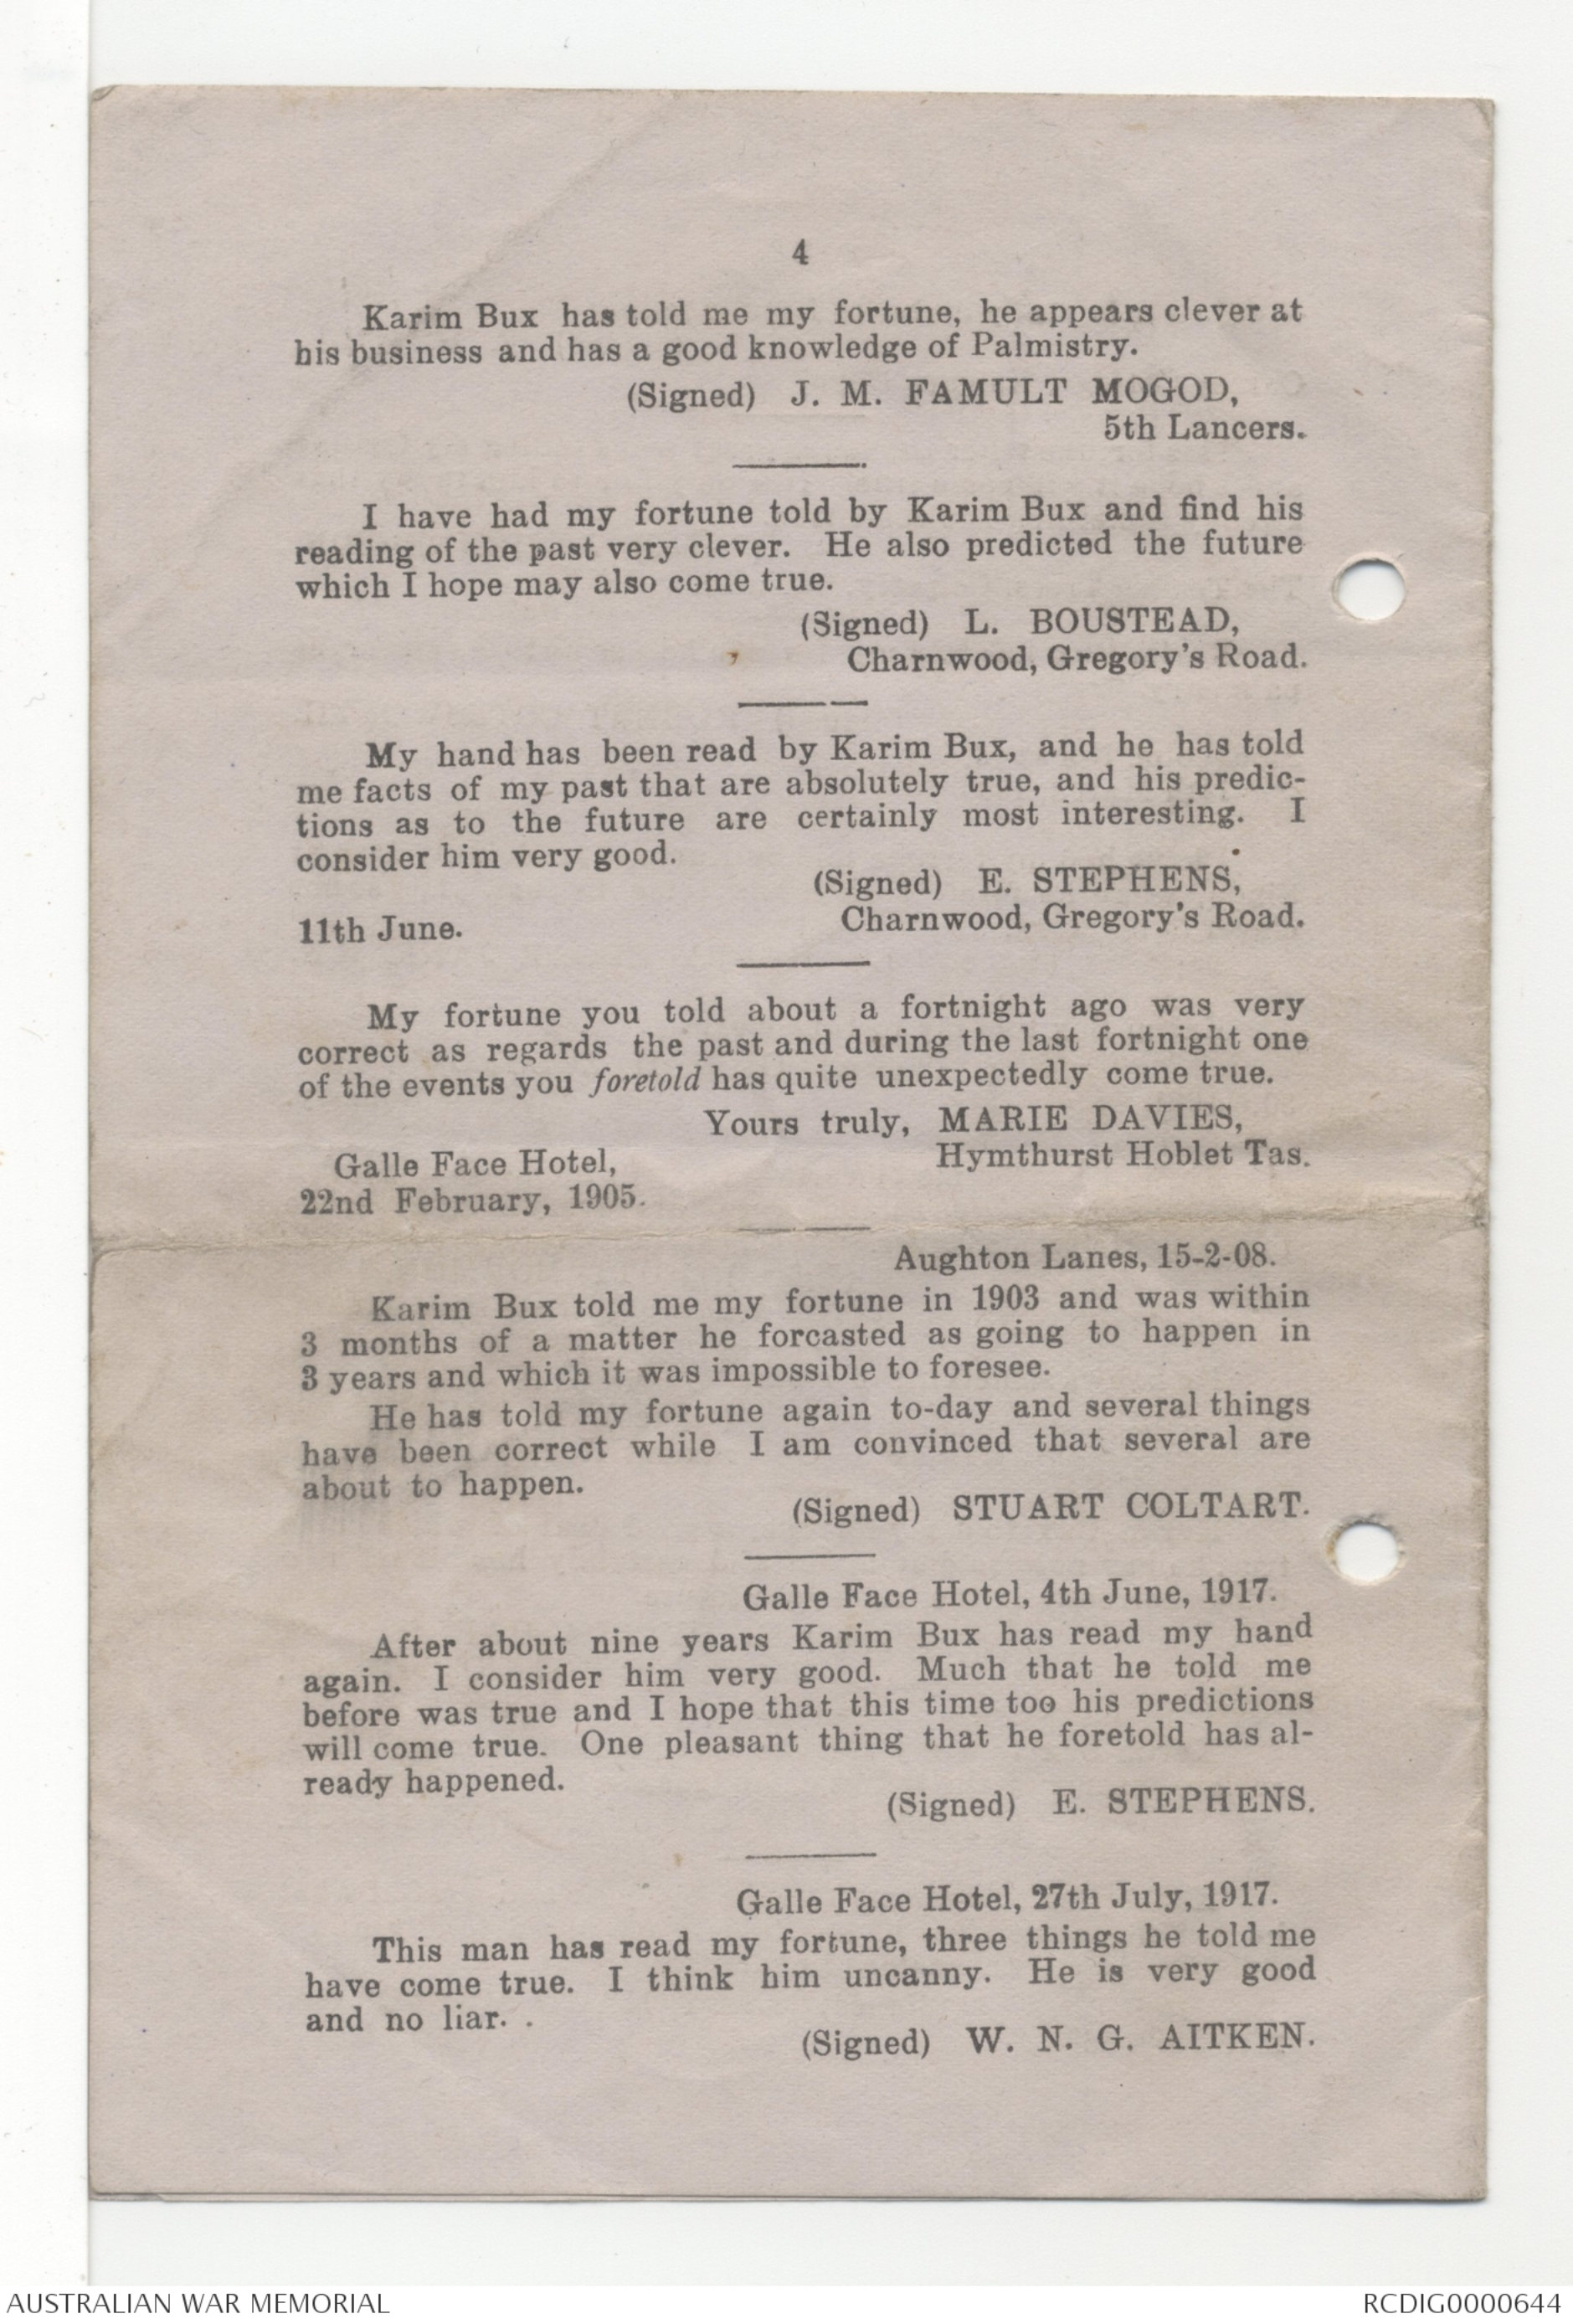 4
Karim Bux has told me my fortune, he appears clever at
his business and has a good knowledge of Palmistry.
(Signed) J. M. FAMULT MOGOD,
5th Lancers.
I have had my fortune told by Karim Bux and find his
reading of the past very clever. He also predicted the future
which I hope may also come true.
(Signed) L. BOUSTEAD,
Charnwood, Gregory's Road.
My hand has been read by Karim Bux, and he has told
me facts of my past that are absolutely true, and his predic-
tions as to the future are certainly most interesting. I
consider him very good.
(Signed) E. STEPHENS,
11th June. Charnwood, Gregory's Road.
My fortune you told about a fortnight ago was very
correct as regards the past and during the last fortnight one
of the events you foretold has quite unexpectedly come true.
Yours truly, MARIE DAVIES,
Galle Face Hotel, Hymthurst Hoblet Tas.
22nd February, 1905.
Aughton Lanes, 15-2-08.
Karim Bux told me my fortune in 1903 and was within
3 months of a matter he forcasted as going to happen in
3 years and which it was impossible to foresee.
He has told my fortune again to-day and several things
have been correct while I am convinced that several are
about to happen.
(Signed) STUART COLTART.
Galle Face Hotel, 4th June, 1917.
After about nine years Karim Bux has read my hand
again. I consider him very good. Much that he told me
before was true and I hope that this time too his predictions
will come true. One pleasant thing that he foretold has al-
ready happened.
(Signed) E. STEPHENS.
Galle Face Hotel, 27th July, 1917.
This man has read my fortune, three things he told me
have come true. I think him uncanny. He is very good
and no liar. .
(Signed) W. N. G. AITKEN.
AUSTRALIAN WAR MEMORIAL RCDIG0000644